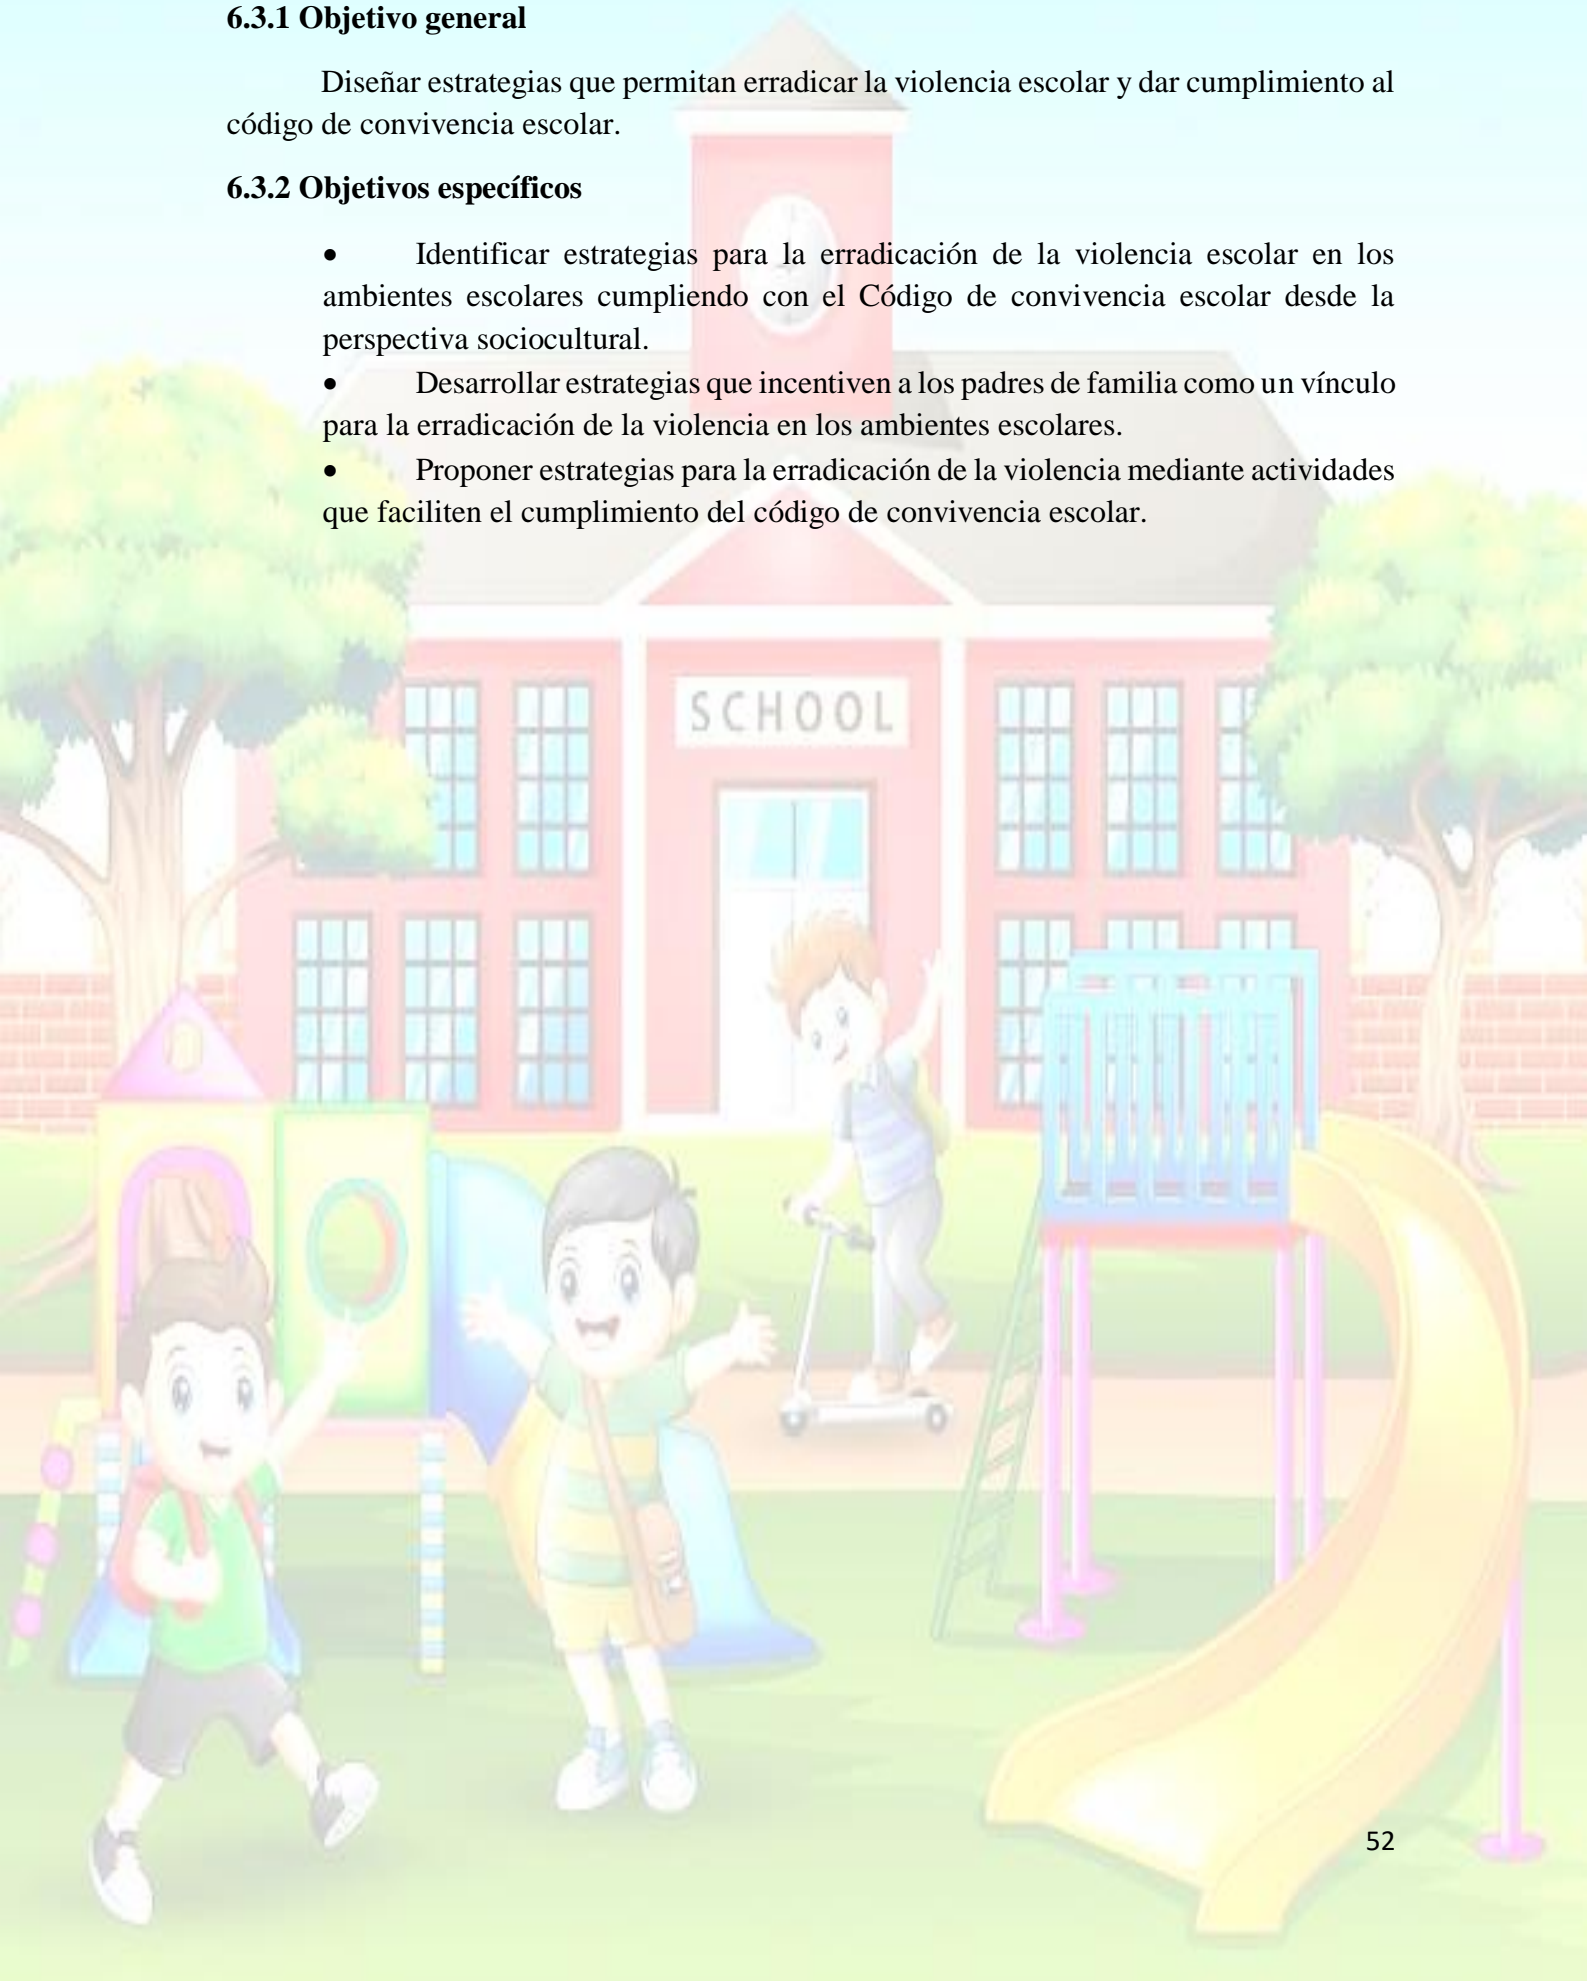 6.3.1 Objetivo general
Diseñar estrategias que permitan erradicar la violencia escolar y dar cumplimiento al
código de convivencia escolar.
6.3.2 Objetivos específicos
• Identificar estrategias para la erradicación de la violencia escolar en los
ambientes escolares cumpliendo con el Código de convivencia escolar desde la
perspectiva sociocultural.
• Desarrollar estrategias que incentiven a los padres de familia como un vínculo
para la erradicación de la violencia en los ambientes escolares.
• Proponer estrategias para la erradicación de la violencia mediante actividades
que faciliten el cumplimiento del código de convivencia escolar.
SCHOOL
52